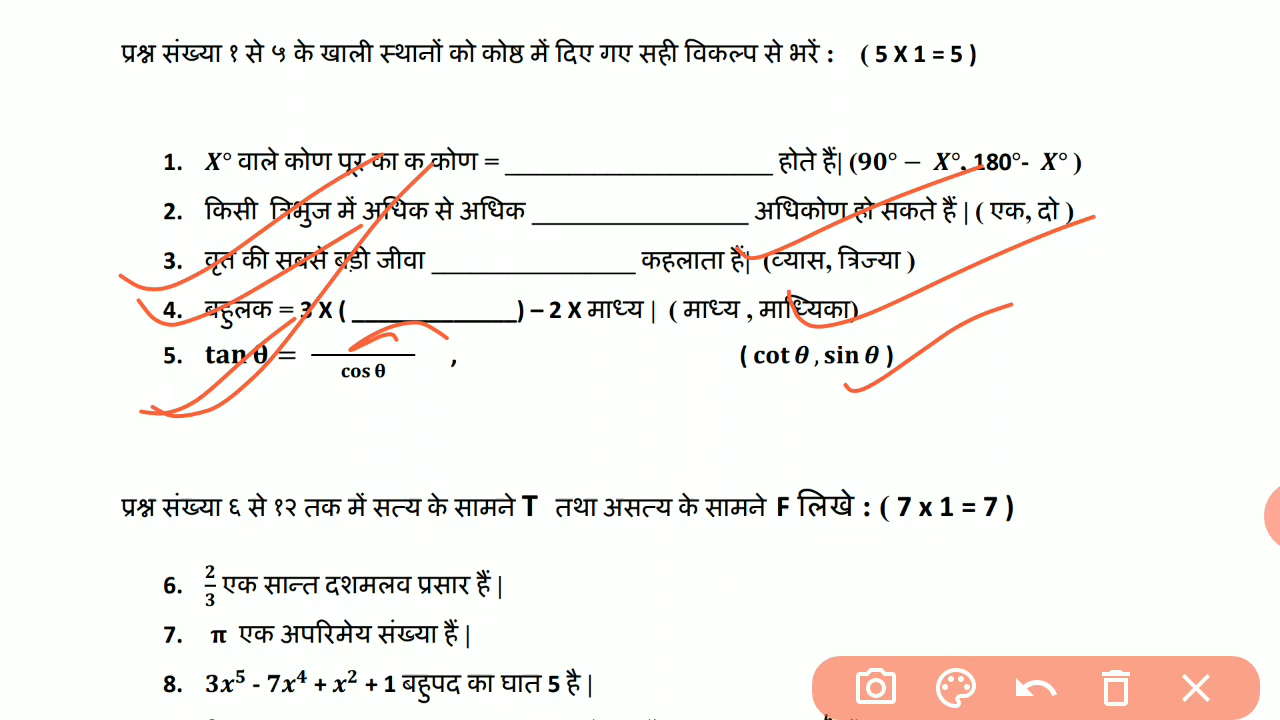 प्रश्न संख्या १ से ५ के खाली स्थानों को कोष्ठ में दिए गए सही विकल्प से भरें : ( 5 X 1 = 5 )
1. X° वाले कोण पूर का क कोण = ____________________ होते हैं| (90° – X°, 180°- X° )
2. किसी त्रिभुज में अधिक से अधिक ________________ अधिकोण हो सकते हैं | ( एक, दो )
3. वृत की सबसे बड़ी जीवा _______________ कहलाता हैं| (व्यास, त्रिज्या )
4. बहुलक = 3 X ( ____________ ) – 2 X माध्य | ( माध्य , माध्यिका)
5. tan θ = ________ / cos θ , ( cot θ , sin θ )
प्रश्न संख्या ६ से १२ तक में सत्य के सामने T तथा असत्य के सामने F लिखे : ( 7 x 1 = 7 )
6. 2/3 एक सान्त दशमलव प्रसार हैं |
7. π एक अपरिमेय संख्या हैं |
8. 3x⁵ - 7x⁴ + x² + 1 बहुपद का घात 5 है |